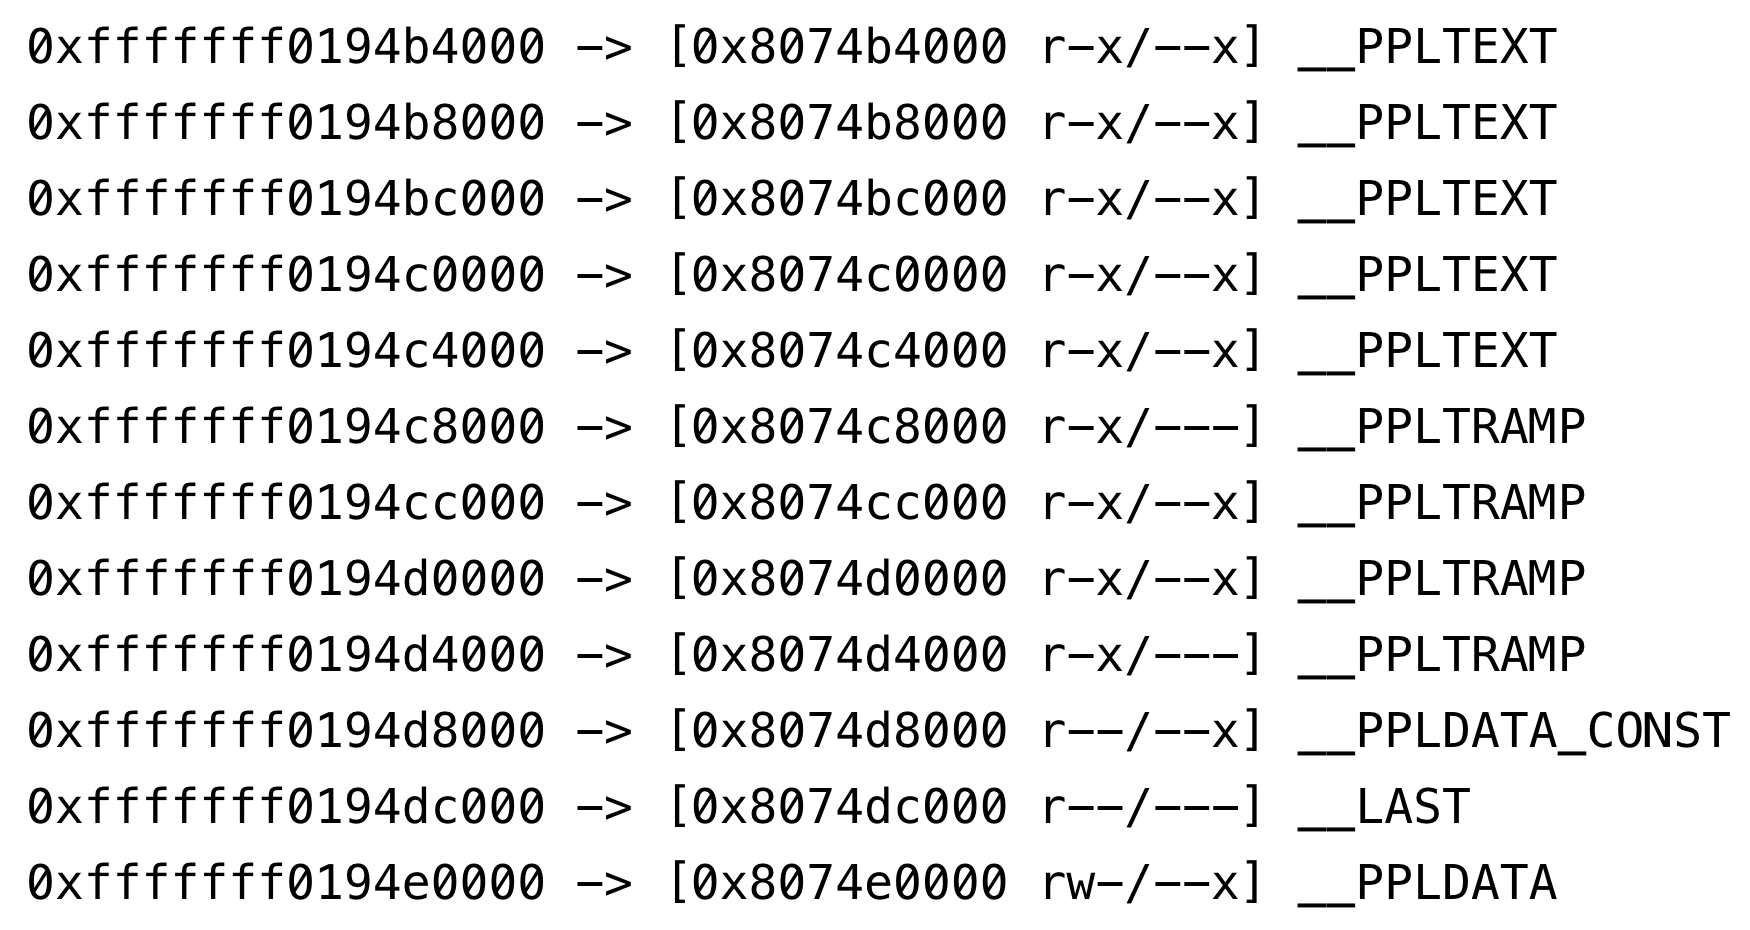 0xfffffff0194b4000 -> [0x8074b4000 r-x/--x] __PPLTEXT
0xfffffff0194b8000 -> [0x8074b8000 r-x/--x] __PPLTEXT
0xfffffff0194bc000 -> [0x8074bc000 r-x/--x] __PPLTEXT
0xfffffff0194c0000 -> [0x8074c0000 r-x/--x] __PPLTEXT
0xfffffff0194c4000 -> [0x8074c4000 r-x/--x] __PPLTEXT
0xfffffff0194c8000 -> [0x8074c8000 r-x/---] __PPLTRAMP
0xfffffff0194cc000 -> [0x8074cc000 r-x/--x] __PPLTRAMP
0xfffffff0194d0000 -> [0x8074d0000 r-x/--x] __PPLTRAMP
0xfffffff0194d4000 -> [0x8074d4000 r-x/---] __PPLTRAMP
0xfffffff0194d8000 -> [0x8074d8000 r--/--x] __PPLDATA_CONST
0xfffffff0194dc000 -> [0x8074dc000 r--/---] __LAST
0xfffffff0194e0000 -> [0x8074e0000 rw-/--x] __PPLDATA